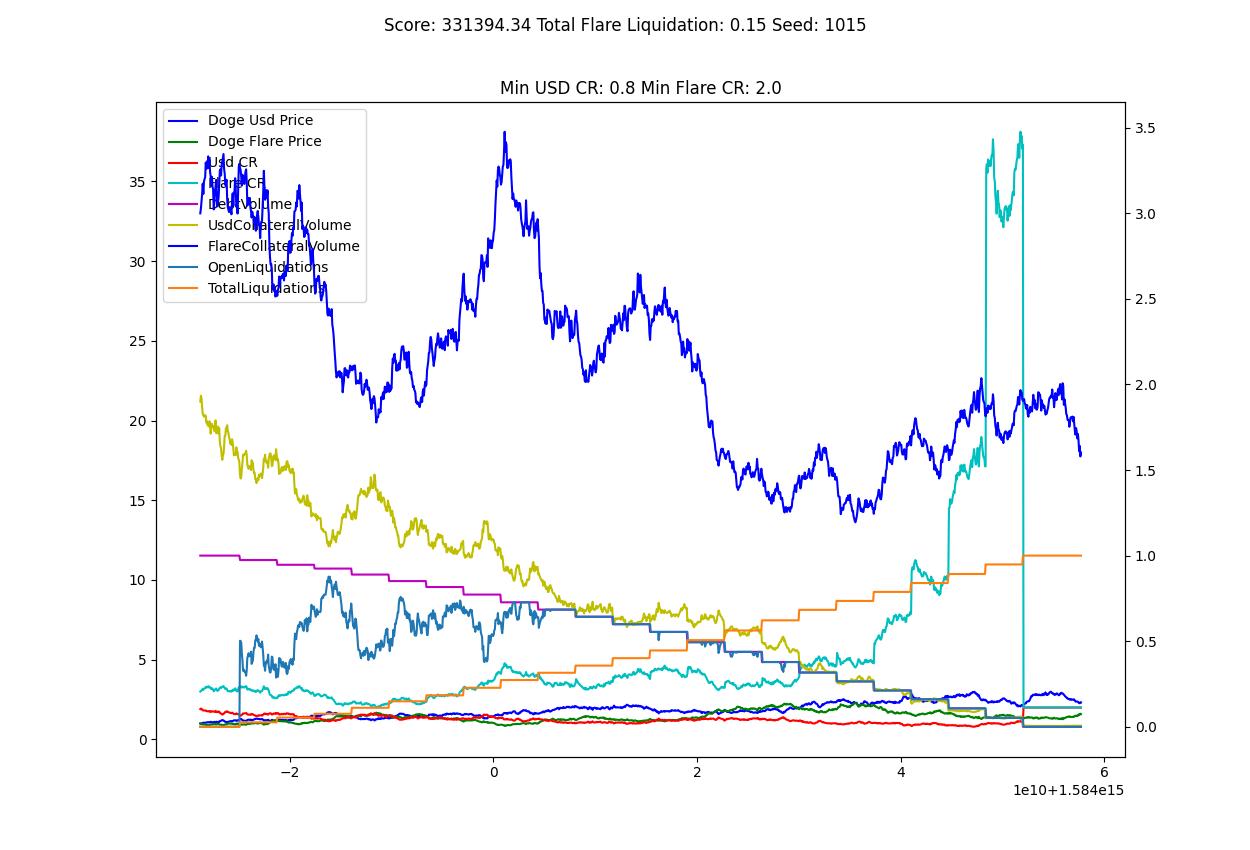 Score: 331394.34 Total Flare Liquidation: 0.15 Seed: 1015
Min USD CR: 0.8 Min Flare CR: 2.0
Doge Usd Price
Doge Flare Price
Usd CR
Flare CR
DebtVolume
UsdCollateralVolume
FlareCollateralVolume
OpenLiquidations
TotalLiquidations
35
30
25
20
15
10
5
0
3.5
3.0
2.5
2.0
1.5
1.0
0.5
0.0
−2
0
2
4
6
1e10+1.584e15